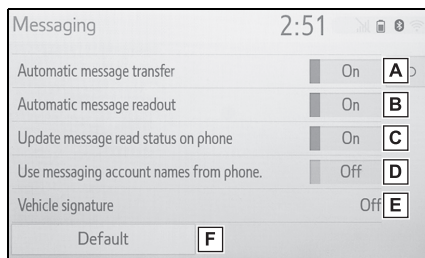 Messaging 2:51
Automatic message transfer On A
Automatic message readout On B
Update message read status on phone On C
Use messaging account names from phone. Off D
Vehicle signature Off E
Default F